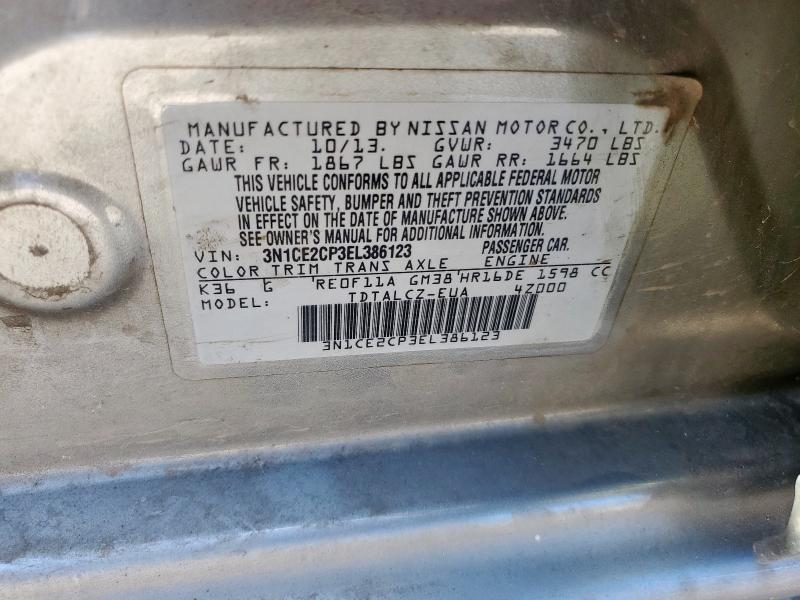 MANUFACTURED BY NISSAN MOTOR CO., LTD.
DATE: 10/13. GVWR: 3470 LBS
GAWR FR: 1867 LBS GAWR RR: 1664 LBS
THIS VEHICLE CONFORMS TO ALL APPLICABLE FEDERAL MOTOR
VEHICLE SAFETY, BUMPER AND THEFT PREVENTION STANDARDS
IN EFFECT ON THE DATE OF MANUFACTURE SHOWN ABOVE.
SEE OWNER'S MANUAL FOR ADDITIONAL INFORMATION.
VIN: 3N1CE2CP3EL386123 PASSENGER CAR.
COLOR TRIM TRANS AXLE ENGINE
K36 G RE0F11A GM38 HR16DE 1598 CC
MODEL: TDTALCZ-EUA 4Z000
3N1CE2CP3EL386123